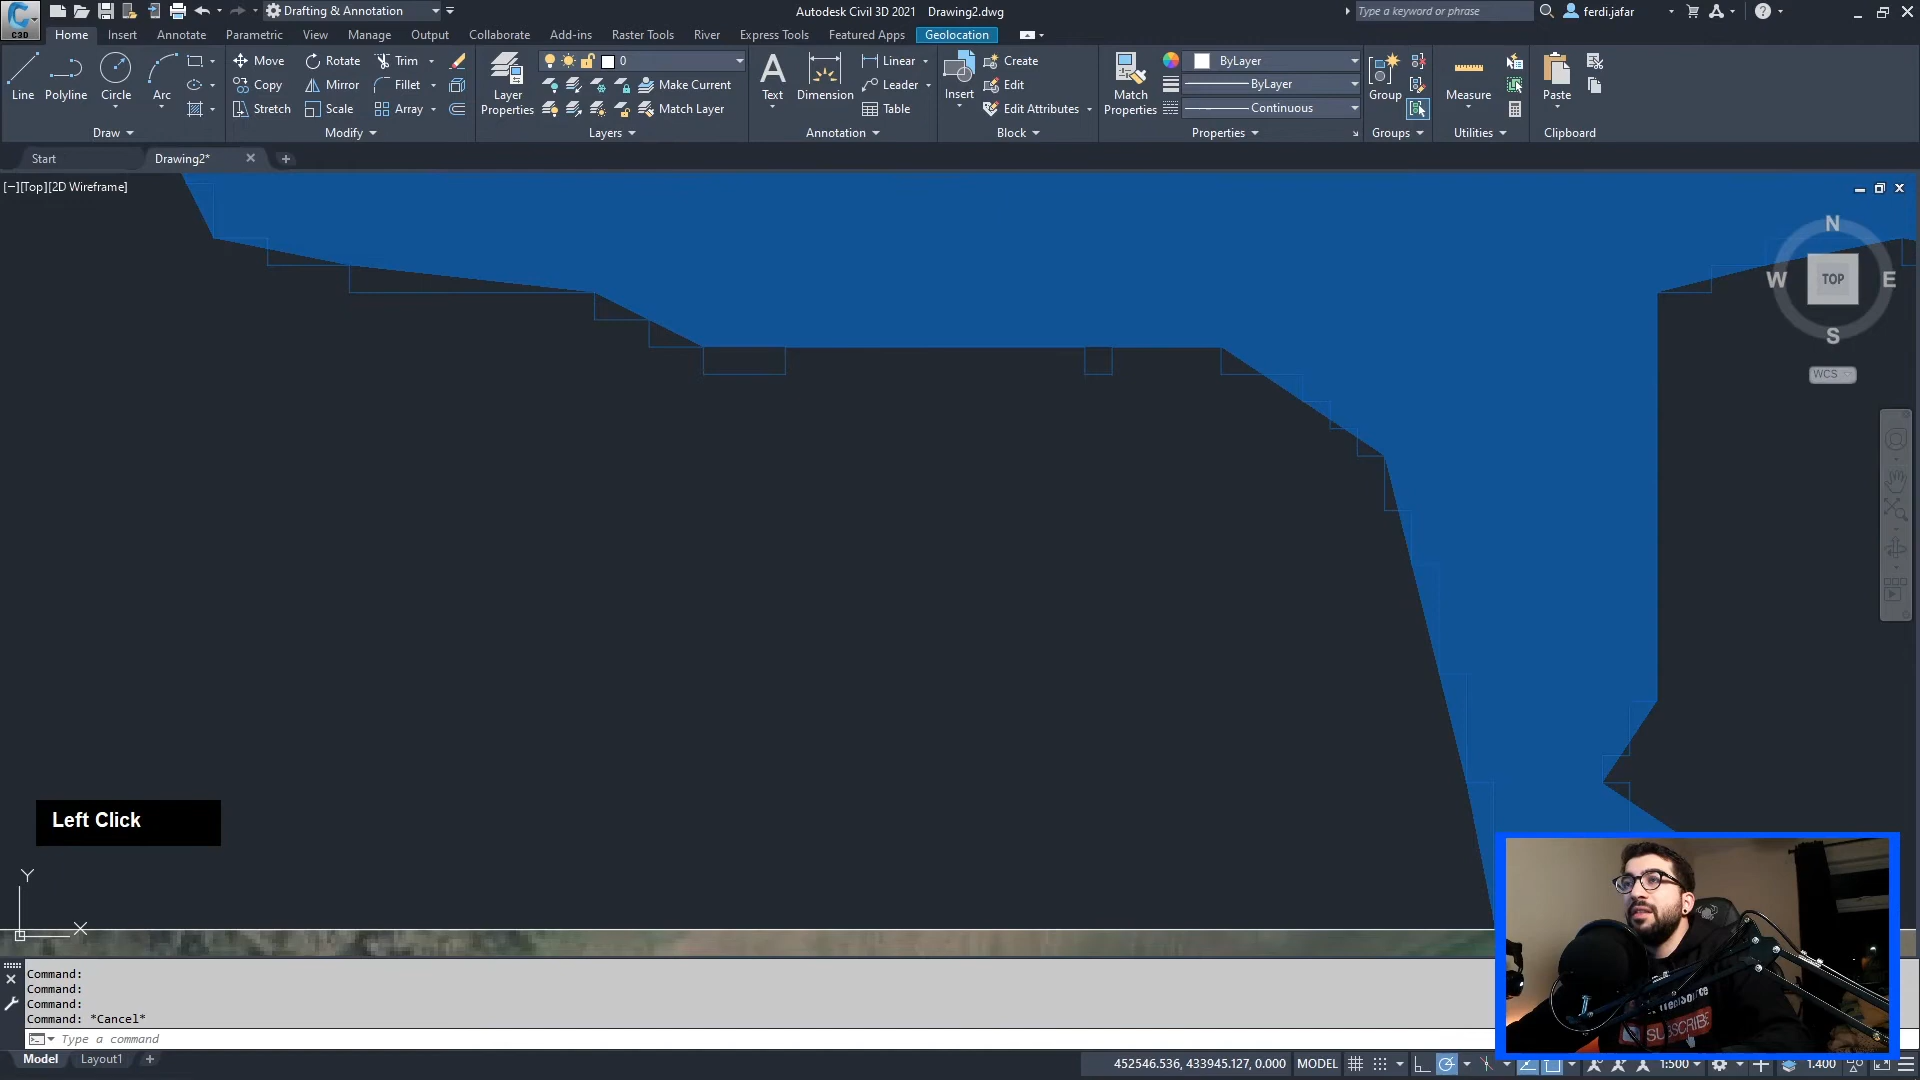 Drafting & Annotation
Autodesk Civil 3D 2021 Drawing2.dwg
Type a keyword or phrase
ferdi.jafar
C3D
Home Insert Annotate Parametric View Manage Output Collaborate Add-ins Raster Tools River Express Tools Featured Apps Geolocation
Line Polyline Circle Arc
Move Rotate Trim
Copy Mirror Fillet
Stretch Scale Array
Layer Properties
0
Make Current
Match Layer
Text Dimension
Linear
Leader
Table
Insert
Create
Edit
Edit Attributes
Match Properties
ByLayer
ByLayer
Continuous
Group
Measure
Paste
Draw Modify Layers Annotation Block Properties Groups Utilities Clipboard
Start Drawing2*
[−][Top][2D Wireframe]
N
W TOP E
S
WCS
Left Click
Y
X
Command:
Command:
Command:
Command: *Cancel*
Type a command
SUBSCRIBE
Model Layout1
452546.536, 433945.127, 0.000 MODEL
1:500
1.400